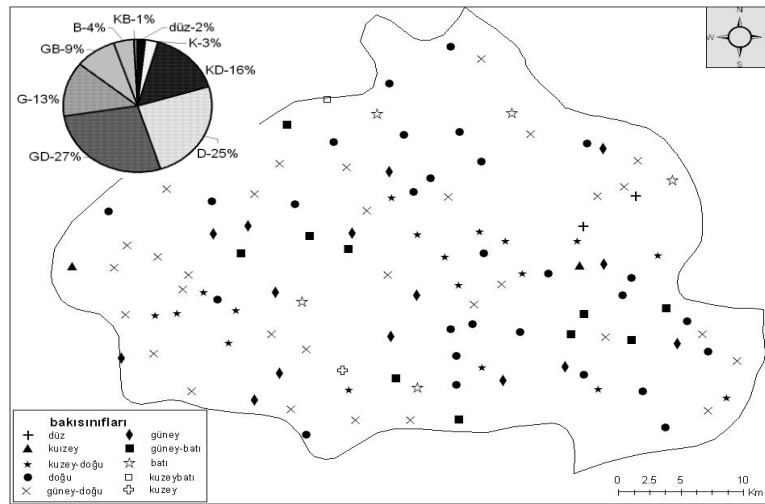 KB-1%
B-4%
düz-2%
K-3%
GB-9%
KD-16%
G-13%
D-25%
GD-27%
N
W
E
S
bakısınıfları
düz
güney
kuızey
güney-batı
kuzey-doğu
batı
doğu
kuzeybatı
güney-doğu
kuzey
0 2.5 5 10
Km